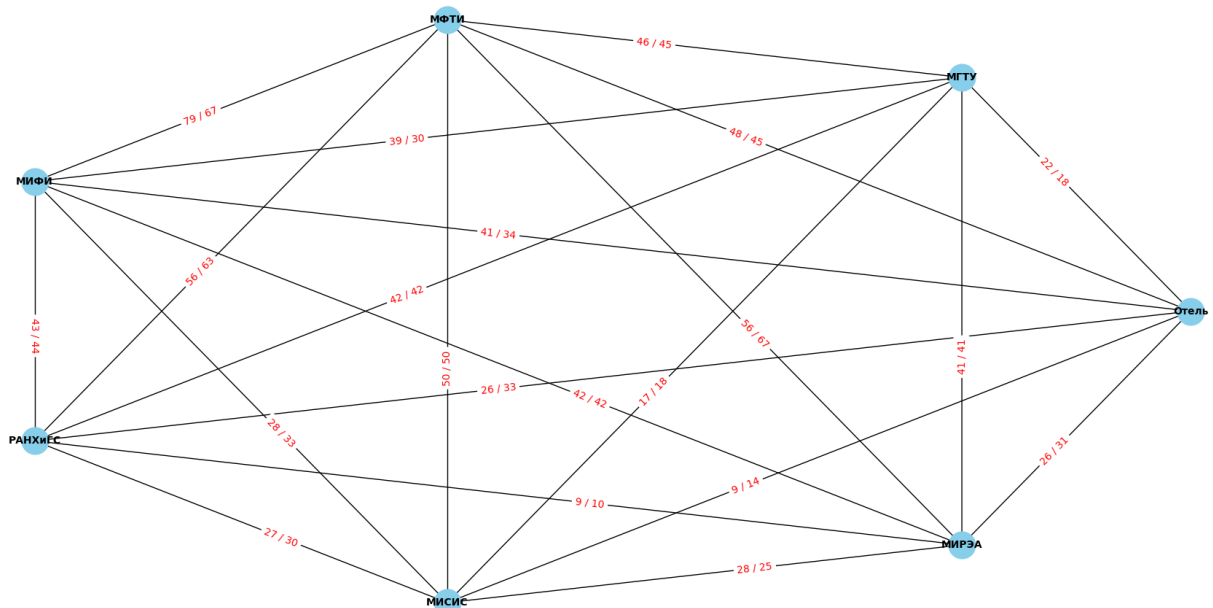 МФТИ
46 / 45
МГТУ
79 / 67
39 / 30
48 / 45
22 / 18
МИФИ
41 / 34
56 / 63
42 / 42
Отель
43 / 44
56 / 67
41 / 41
50 / 50
26 / 33
17 / 18
42 / 42
28 / 33
РАНХиГС
26 / 31
9 / 14
9 / 10
27 / 30
МИРЭА
28 / 25
МИСИС